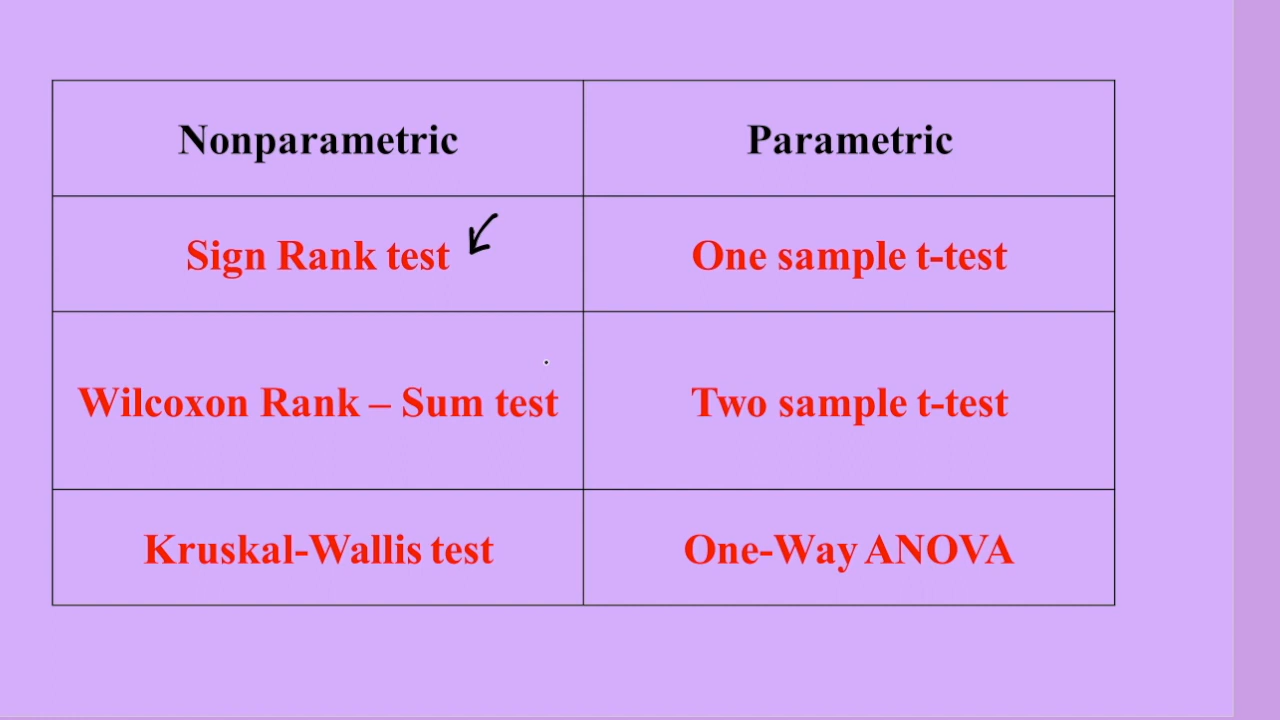 Nonparametric
Parametric
Sign Rank test
One sample t-test
Wilcoxon Rank – Sum test
Two sample t-test
Kruskal-Wallis test
One-Way ANOVA